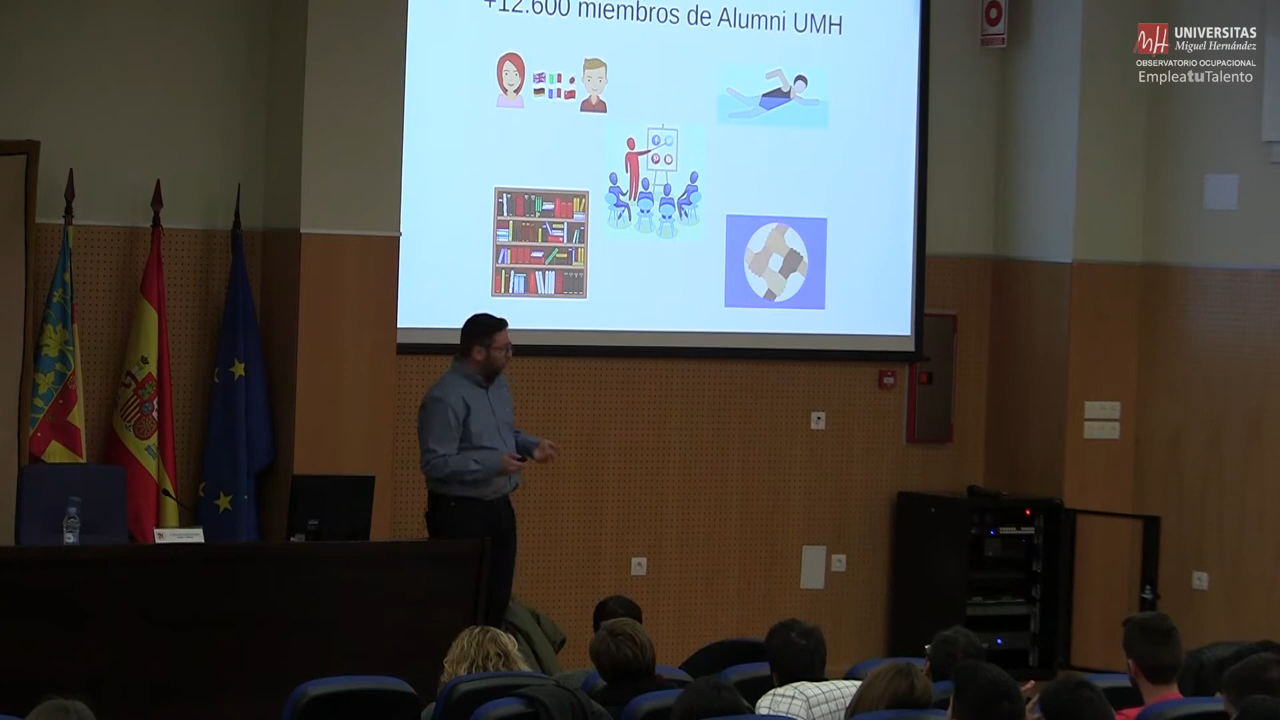 +12.600 miembros de Alumni UMH
UNIVERSITAS
Miguel Hernández
OBSERVATORIO OCUPACIONAL
EmpleatuTalento